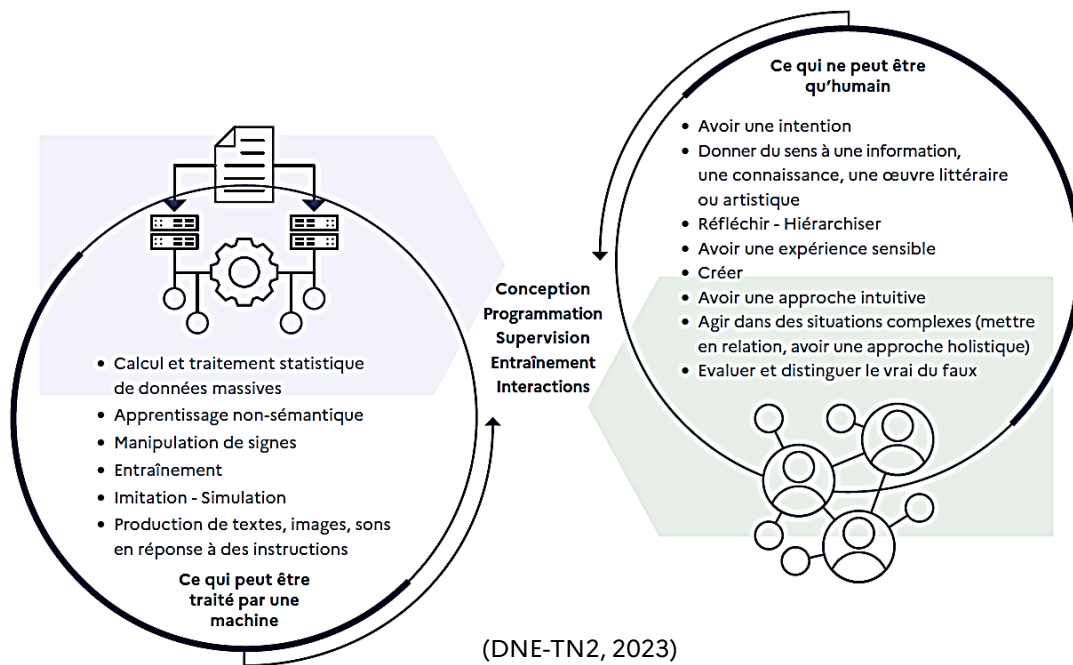 Ce qui ne peut être
qu'humain
• Avoir une intention
• Donner du sens à une information,
une connaissance, une œuvre littéraire
ou artistique
• Réfléchir - Hiérarchiser
• Avoir une expérience sensible
• Créer
• Avoir une approche intuitive
• Agir dans des situations complexes (mettre
en relation, avoir une approche holistique)
• Evaluer et distinguer le vrai du faux
Conception
Programmation
Supervision
Entraînement
Interactions
• Calcul et traitement statistique
de données massives
• Apprentissage non-sémantique
• Manipulation de signes
• Entraînement
• Imitation - Simulation
• Production de textes, images, sons
en réponse à des instructions
Ce qui peut être
traité par une
machine
(DNE-TN2, 2023)